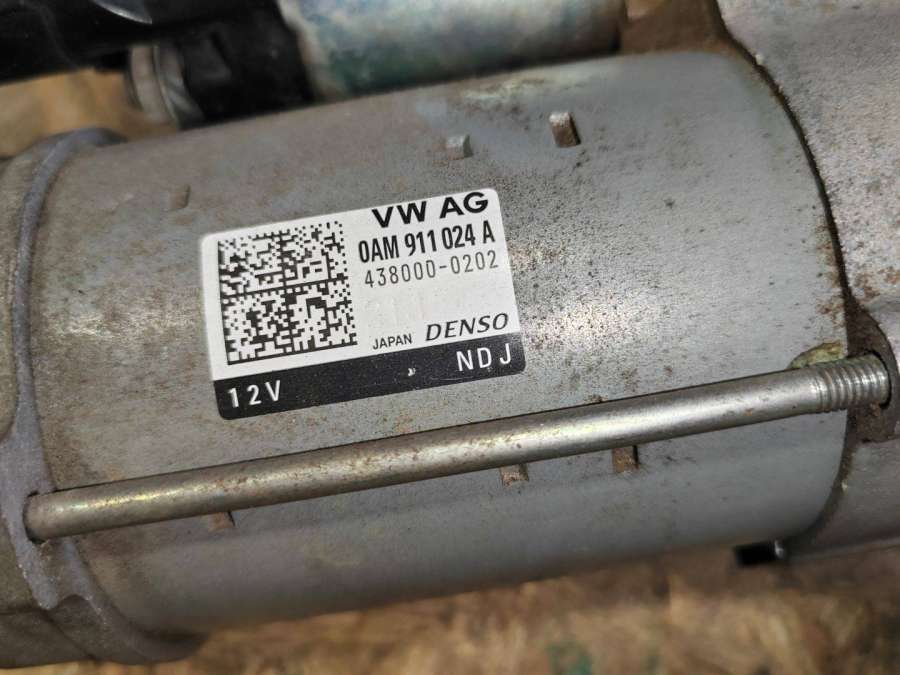 VW AG
0AM 911 024 A
438000-0202
JAPAN DENSO
12V NDJ